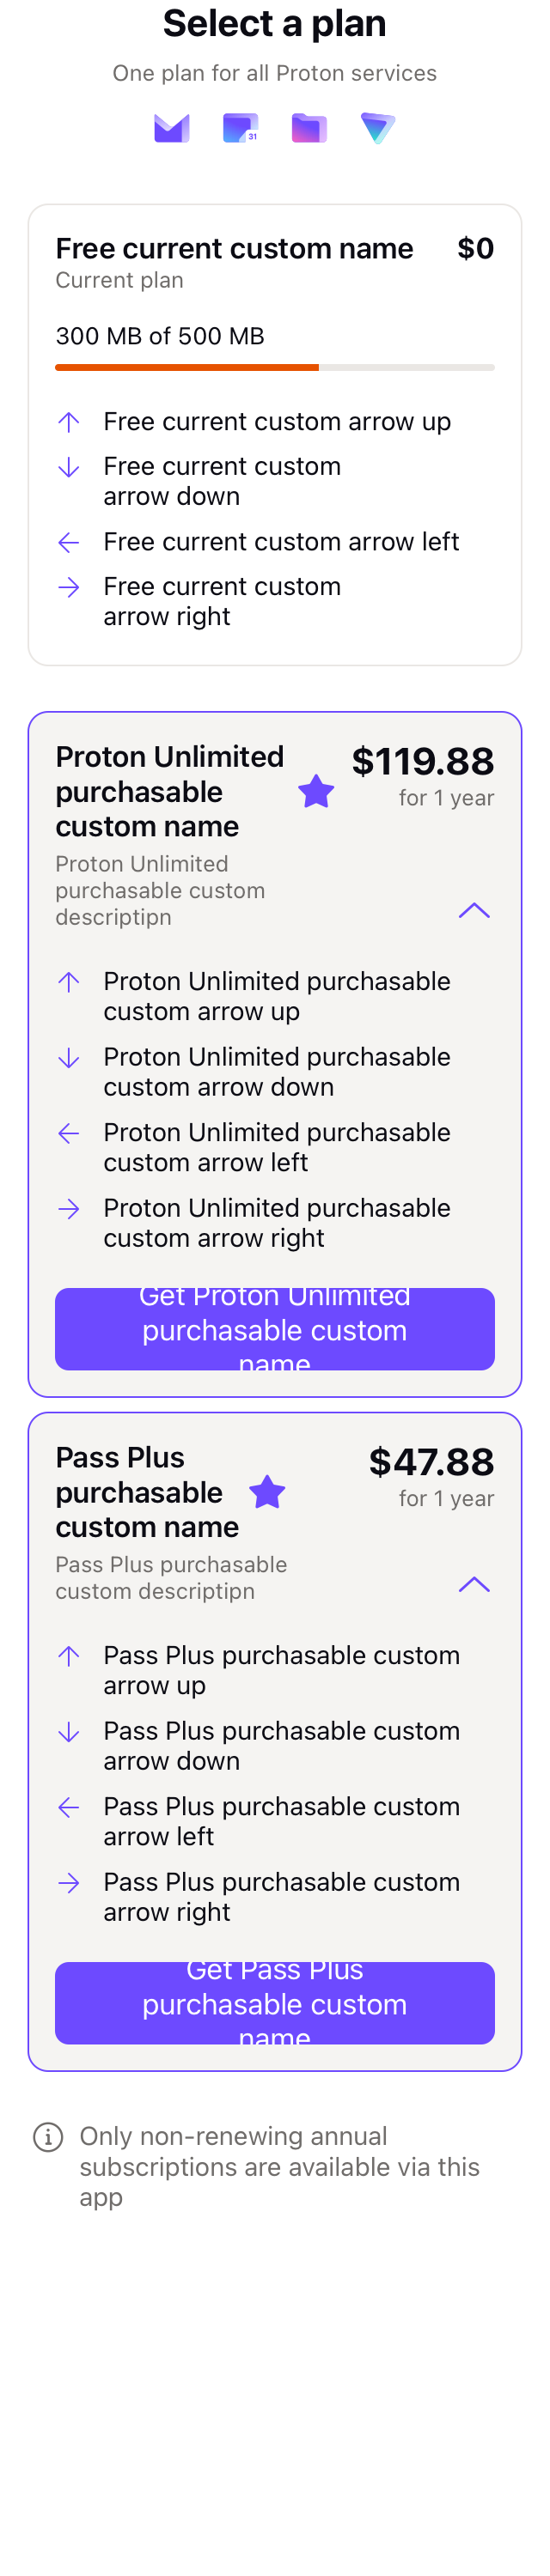 Select a plan
One plan for all Proton services
31
Free current custom name $0
Current plan
300 MB of 500 MB
Free current custom arrow up
Free current custom
arrow down
Free current custom arrow left
Free current custom
arrow right
Proton Unlimited
purchasable
custom name
$119.88
for 1 year
Proton Unlimited
purchasable custom
descriptipn
Proton Unlimited purchasable
custom arrow up
Proton Unlimited purchasable
custom arrow down
Proton Unlimited purchasable
custom arrow left
Proton Unlimited purchasable
custom arrow right
Get Proton Unlimited
purchasable custom
name
Pass Plus
purchasable
custom name
$47.88
for 1 year
Pass Plus purchasable
custom descriptipn
Pass Plus purchasable custom
arrow up
Pass Plus purchasable custom
arrow down
Pass Plus purchasable custom
arrow left
Pass Plus purchasable custom
arrow right
Get Pass Plus
purchasable custom
name
Only non-renewing annual
subscriptions are available via this
app